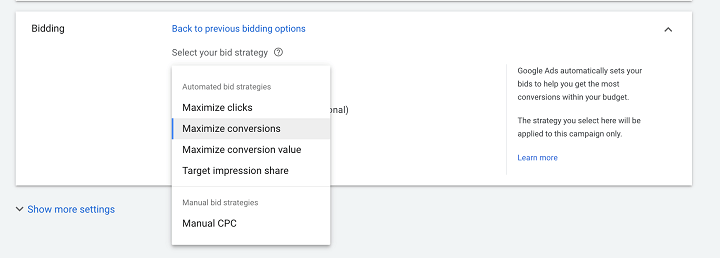 Bidding
Back to previous bidding options
Select your bid strategy
Automated bid strategies
Maximize clicks
Maximize conversions
Maximize conversion value
Target impression share
Manual bid strategies
Manual CPC
onal)
Google Ads automatically sets your
bids to help you get the most
conversions within your budget.
The strategy you select here will be
applied to this campaign only.
Learn more
Show more settings